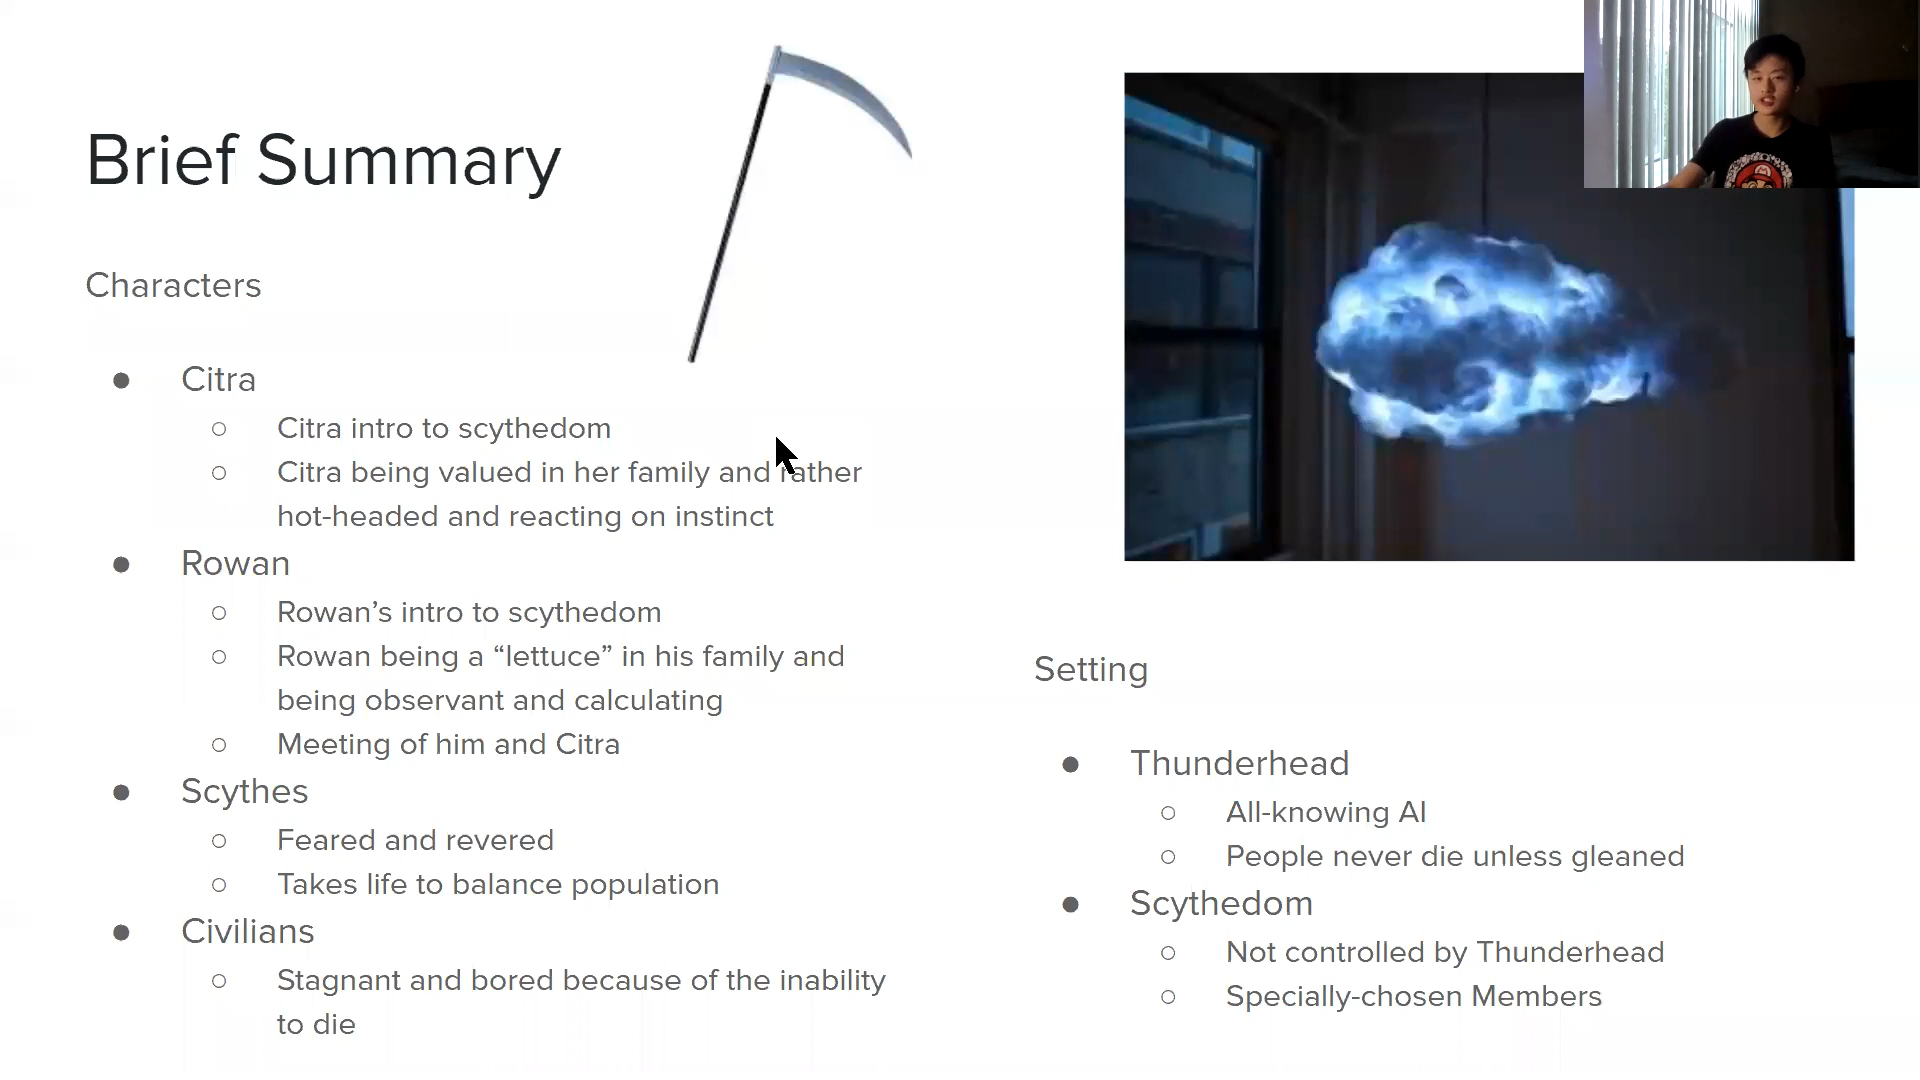 Brief Summary
Characters
Citra
Citra intro to scythedom
Citra being valued in her family and rather
hot-headed and reacting on instinct
Rowan
Rowan’s intro to scythedom
Rowan being a “lettuce” in his family and
being observant and calculating
Meeting of him and Citra
Scythes
Feared and revered
Takes life to balance population
Civilians
Stagnant and bored because of the inability
to die
Setting
Thunderhead
All-knowing AI
People never die unless gleaned
Scythedom
Not controlled by Thunderhead
Specially-chosen Members